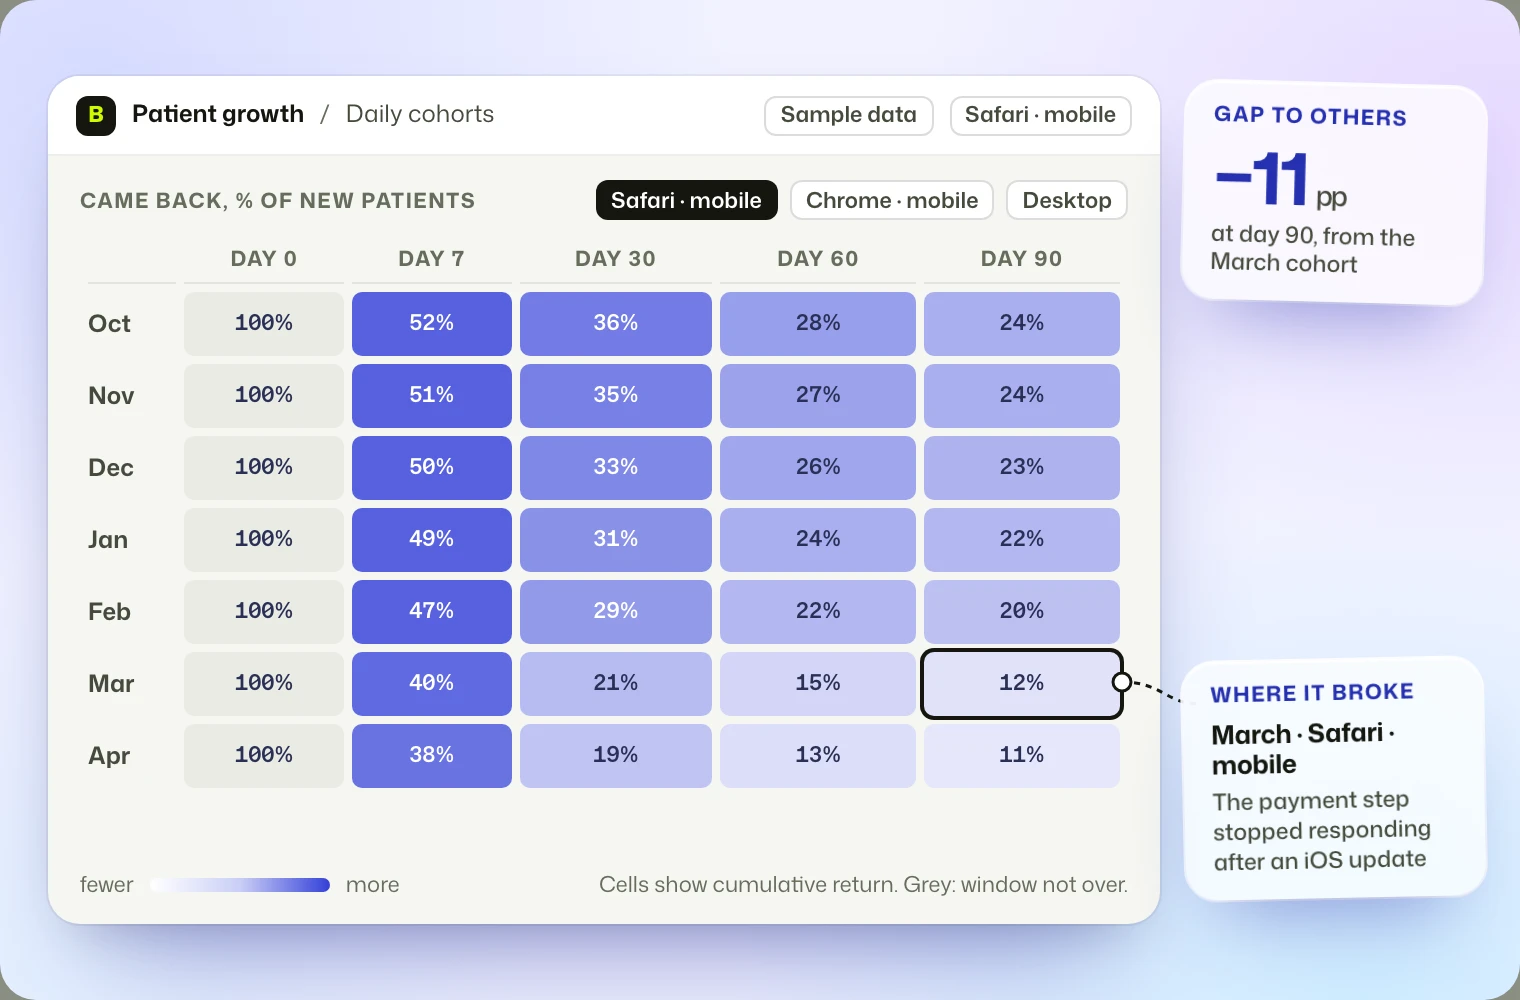 B Patient growth / Daily cohorts
Sample data
Safari · mobile
CAME BACK, % OF NEW PATIENTS
Safari · mobile
Chrome · mobile
Desktop
DAY 0 DAY 7 DAY 30 DAY 60 DAY 90
Oct 100% 52% 36% 28% 24%
Nov 100% 51% 35% 27% 24%
Dec 100% 50% 33% 26% 23%
Jan 100% 49% 31% 24% 22%
Feb 100% 47% 29% 22% 20%
Mar 100% 40% 21% 15% 12%
Apr 100% 38% 19% 13% 11%
fewer more
Cells show cumulative return. Grey: window not over.
GAP TO OTHERS
−11 pp
at day 90, from the
March cohort
WHERE IT BROKE
March · Safari ·
mobile
The payment step
stopped responding
after an iOS update